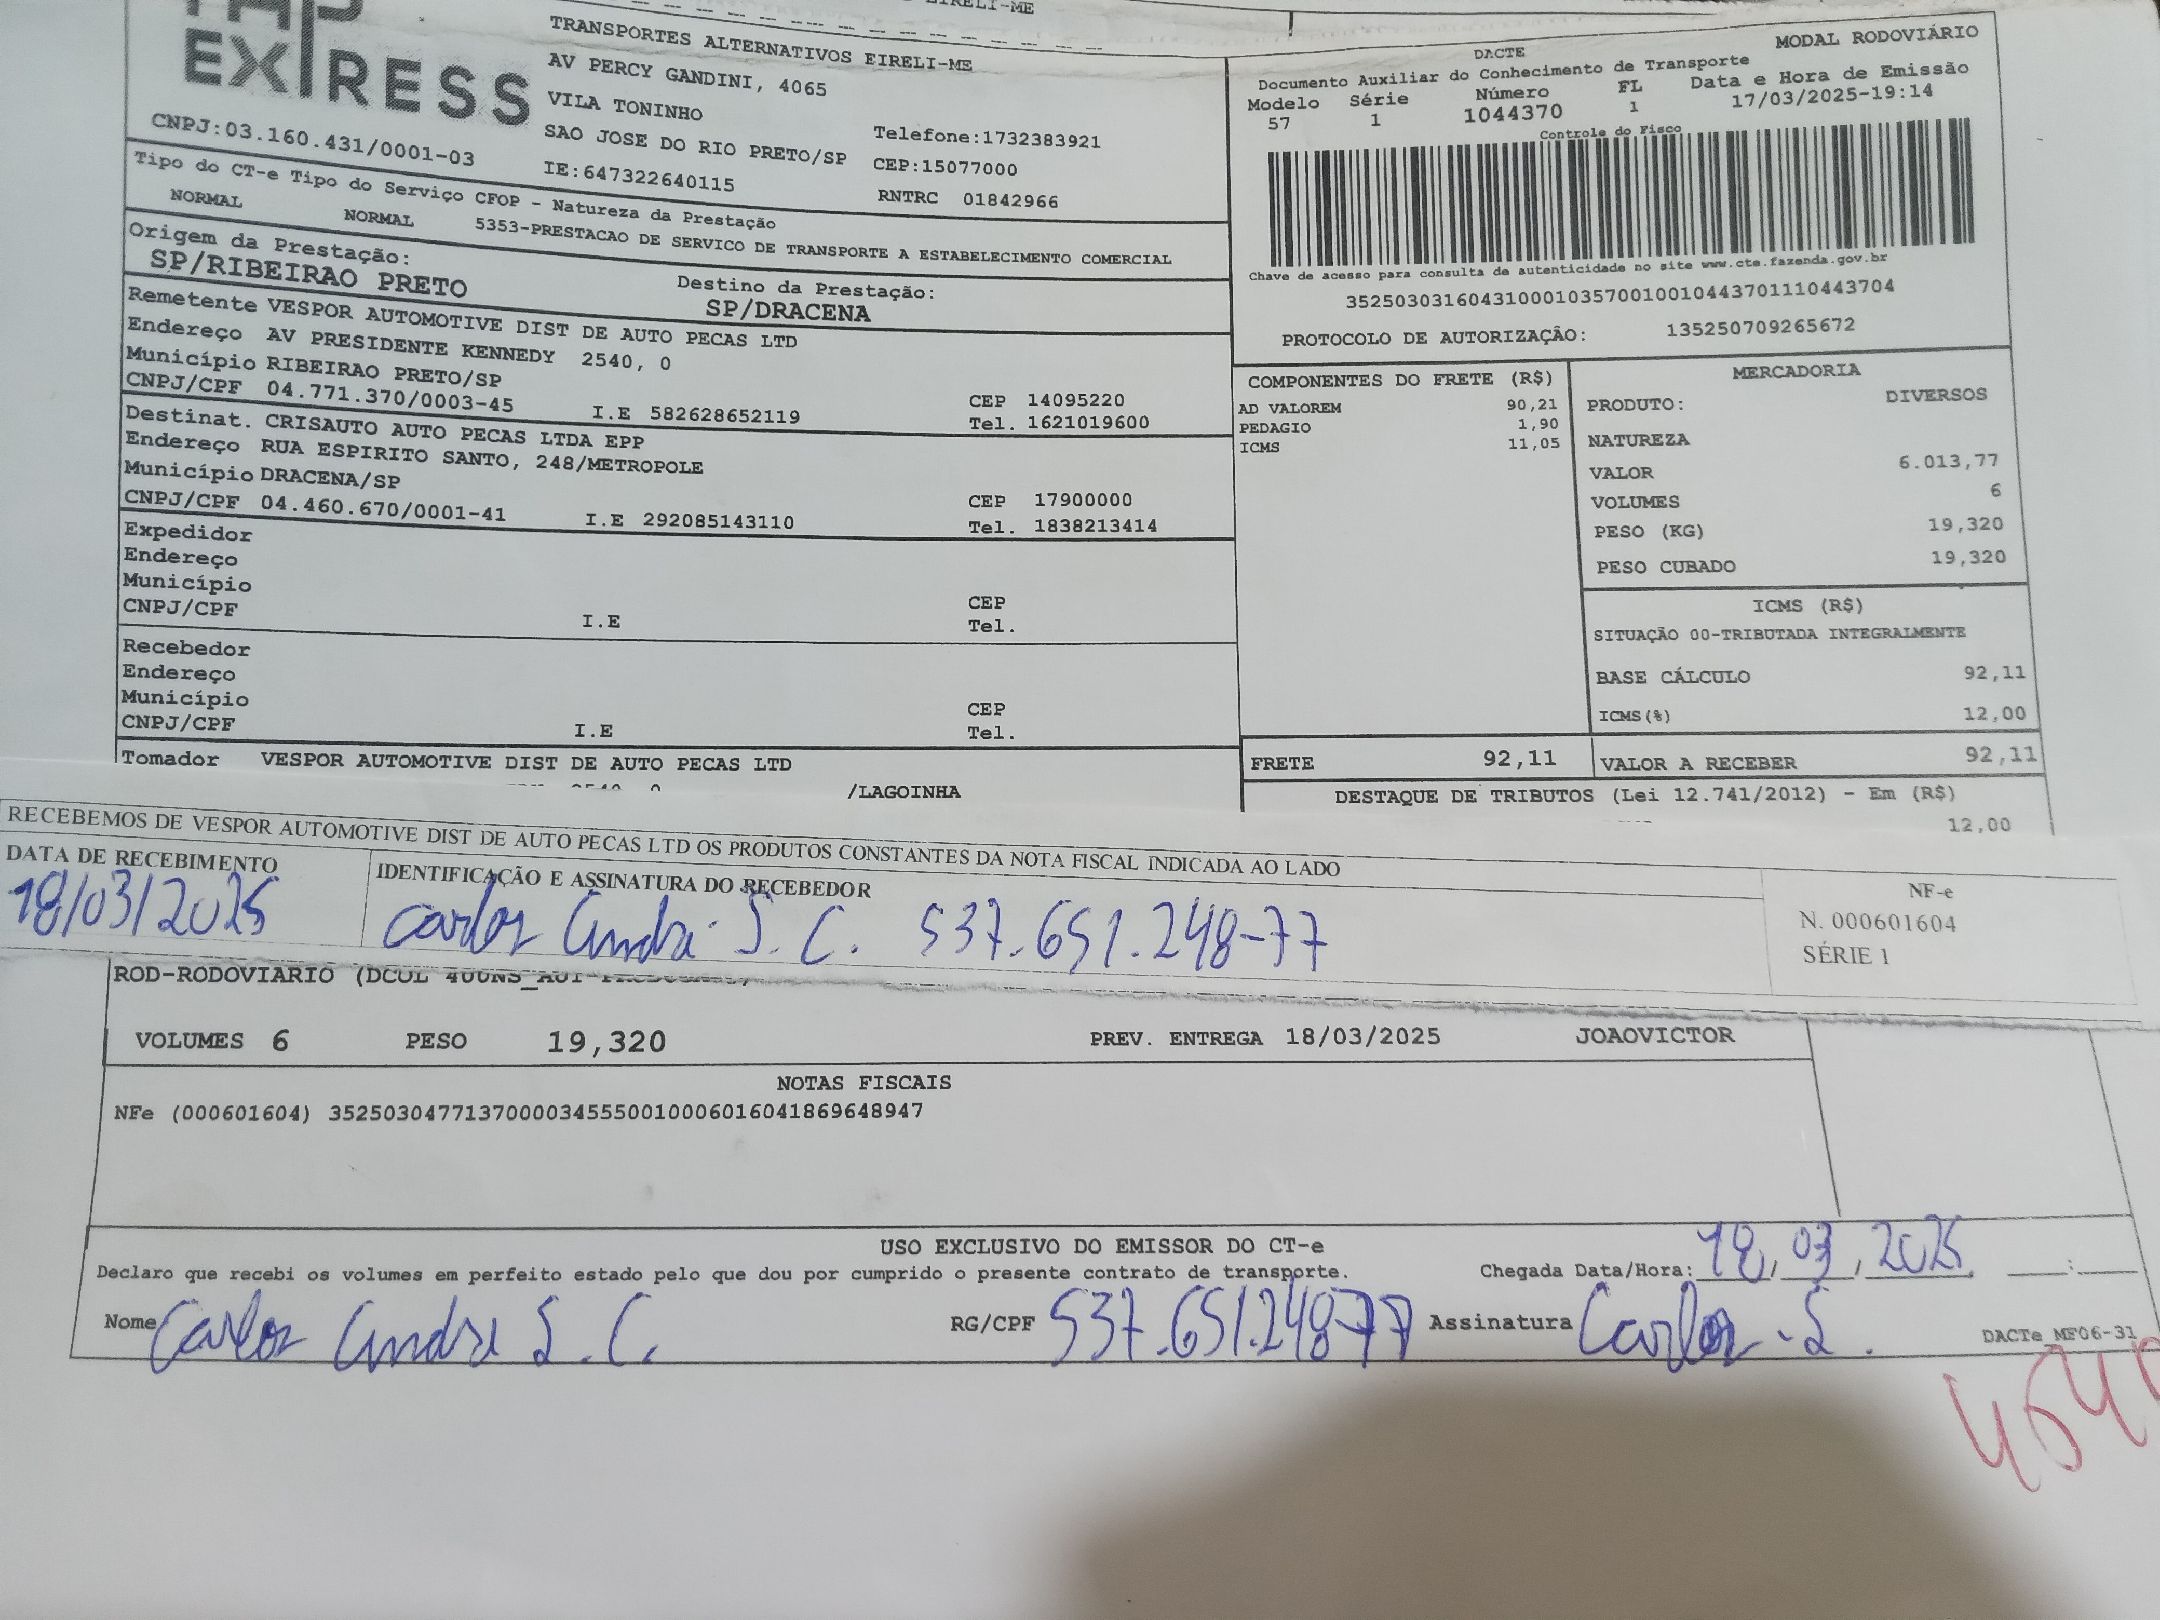 EIRELI-ME
EXPRESS
TRANSPORTES ALTERNATIVOS EIRELI-ME
AV PERCY GANDINI, 4065
VILA TONINHO
SAO JOSE DO RIO PRETO/SP
IE:647322640115
Telefone:1732383921
CEP:15077000
RNTRC 01842966
CNPJ:03.160.431/0001-03
DACTE
MODAL RODOVIÁRIO
Documento Auxiliar do Conhecimento de Transporte
Modelo Série Número FL Data e Hora de Emissão
57 1 1044370 1 17/03/2025-19:14
Controle do Fisco
Chave de acesso para consulta de autenticidade no site www.cte.fazenda.gov.br
35250303160431000103570010010443701110443704
PROTOCOLO DE AUTORIZAÇÃO: 135250709265672
Tipo do CT-e Tipo do Serviço CFOP - Natureza da Prestação
NORMAL NORMAL 5353-PRESTACAO DE SERVICO DE TRANSPORTE A ESTABELECIMENTO COMERCIAL
Origem da Prestação: Destino da Prestação:
SP/RIBEIRAO PRETO SP/DRACENA
Remetente VESPOR AUTOMOTIVE DIST DE AUTO PECAS LTD
Endereço AV PRESIDENTE KENNEDY 2540, 0
Município RIBEIRAO PRETO/SP CEP 14095220
CNPJ/CPF 04.771.370/0003-45 I.E 582628652119 Tel. 1621019600
Destinat. CRISAUTO AUTO PECAS LTDA EPP
Endereço RUA ESPIRITO SANTO, 248/METROPOLE
Município DRACENA/SP CEP 17900000
CNPJ/CPF 04.460.670/0001-41 I.E 292085143110 Tel. 1838213414
Expedidor
Endereço
Município CEP
CNPJ/CPF I.E Tel.
Recebedor
Endereço
Município CEP
CNPJ/CPF I.E Tel.
Tomador VESPOR AUTOMOTIVE DIST DE AUTO PECAS LTD
/LAGOINHA
COMPONENTES DO FRETE (R$)
AD VALOREM 90,21
PEDAGIO 1,90
ICMS 11,05
FRETE 92,11
MERCADORIA
PRODUTO: DIVERSOS
NATUREZA
VALOR 6.013,77
VOLUMES 6
PESO (KG) 19,320
PESO CUBADO 19,320
ICMS (R$)
SITUAÇÃO 00-TRIBUTADA INTEGRALMENTE
BASE CÁLCULO 92,11
ICMS(%) 12,00
VALOR A RECEBER 92,11
DESTAQUE DE TRIBUTOS (Lei 12.741/2012) - Em (R$)
12,00
RECEBEMOS DE VESPOR AUTOMOTIVE DIST DE AUTO PECAS LTD OS PRODUTOS CONSTANTES DA NOTA FISCAL INDICADA AO LADO
DATA DE RECEBIMENTO IDENTIFICAÇÃO E ASSINATURA DO RECEBEDOR
18/03/2025 Carlos André S. C. 537.651.248-77
NF-e
N. 000601604
SÉRIE 1
ROD-RODOVIARIO
VOLUMES 6 PESO 19,320 PREV. ENTREGA 18/03/2025 JOAOVICTOR
NOTAS FISCAIS
NFe (000601604) 35250304771370000345550010006016041869648947
USO EXCLUSIVO DO EMISSOR DO CT-e
Declaro que recebi os volumes em perfeito estado pelo que dou por cumprido o presente contrato de transporte. Chegada Data/Hora: 18/03/2025 :
Nome Carlos André S. C. RG/CPF 537.651.248-77 Assinatura Carlos S.
DACTe MF06-31